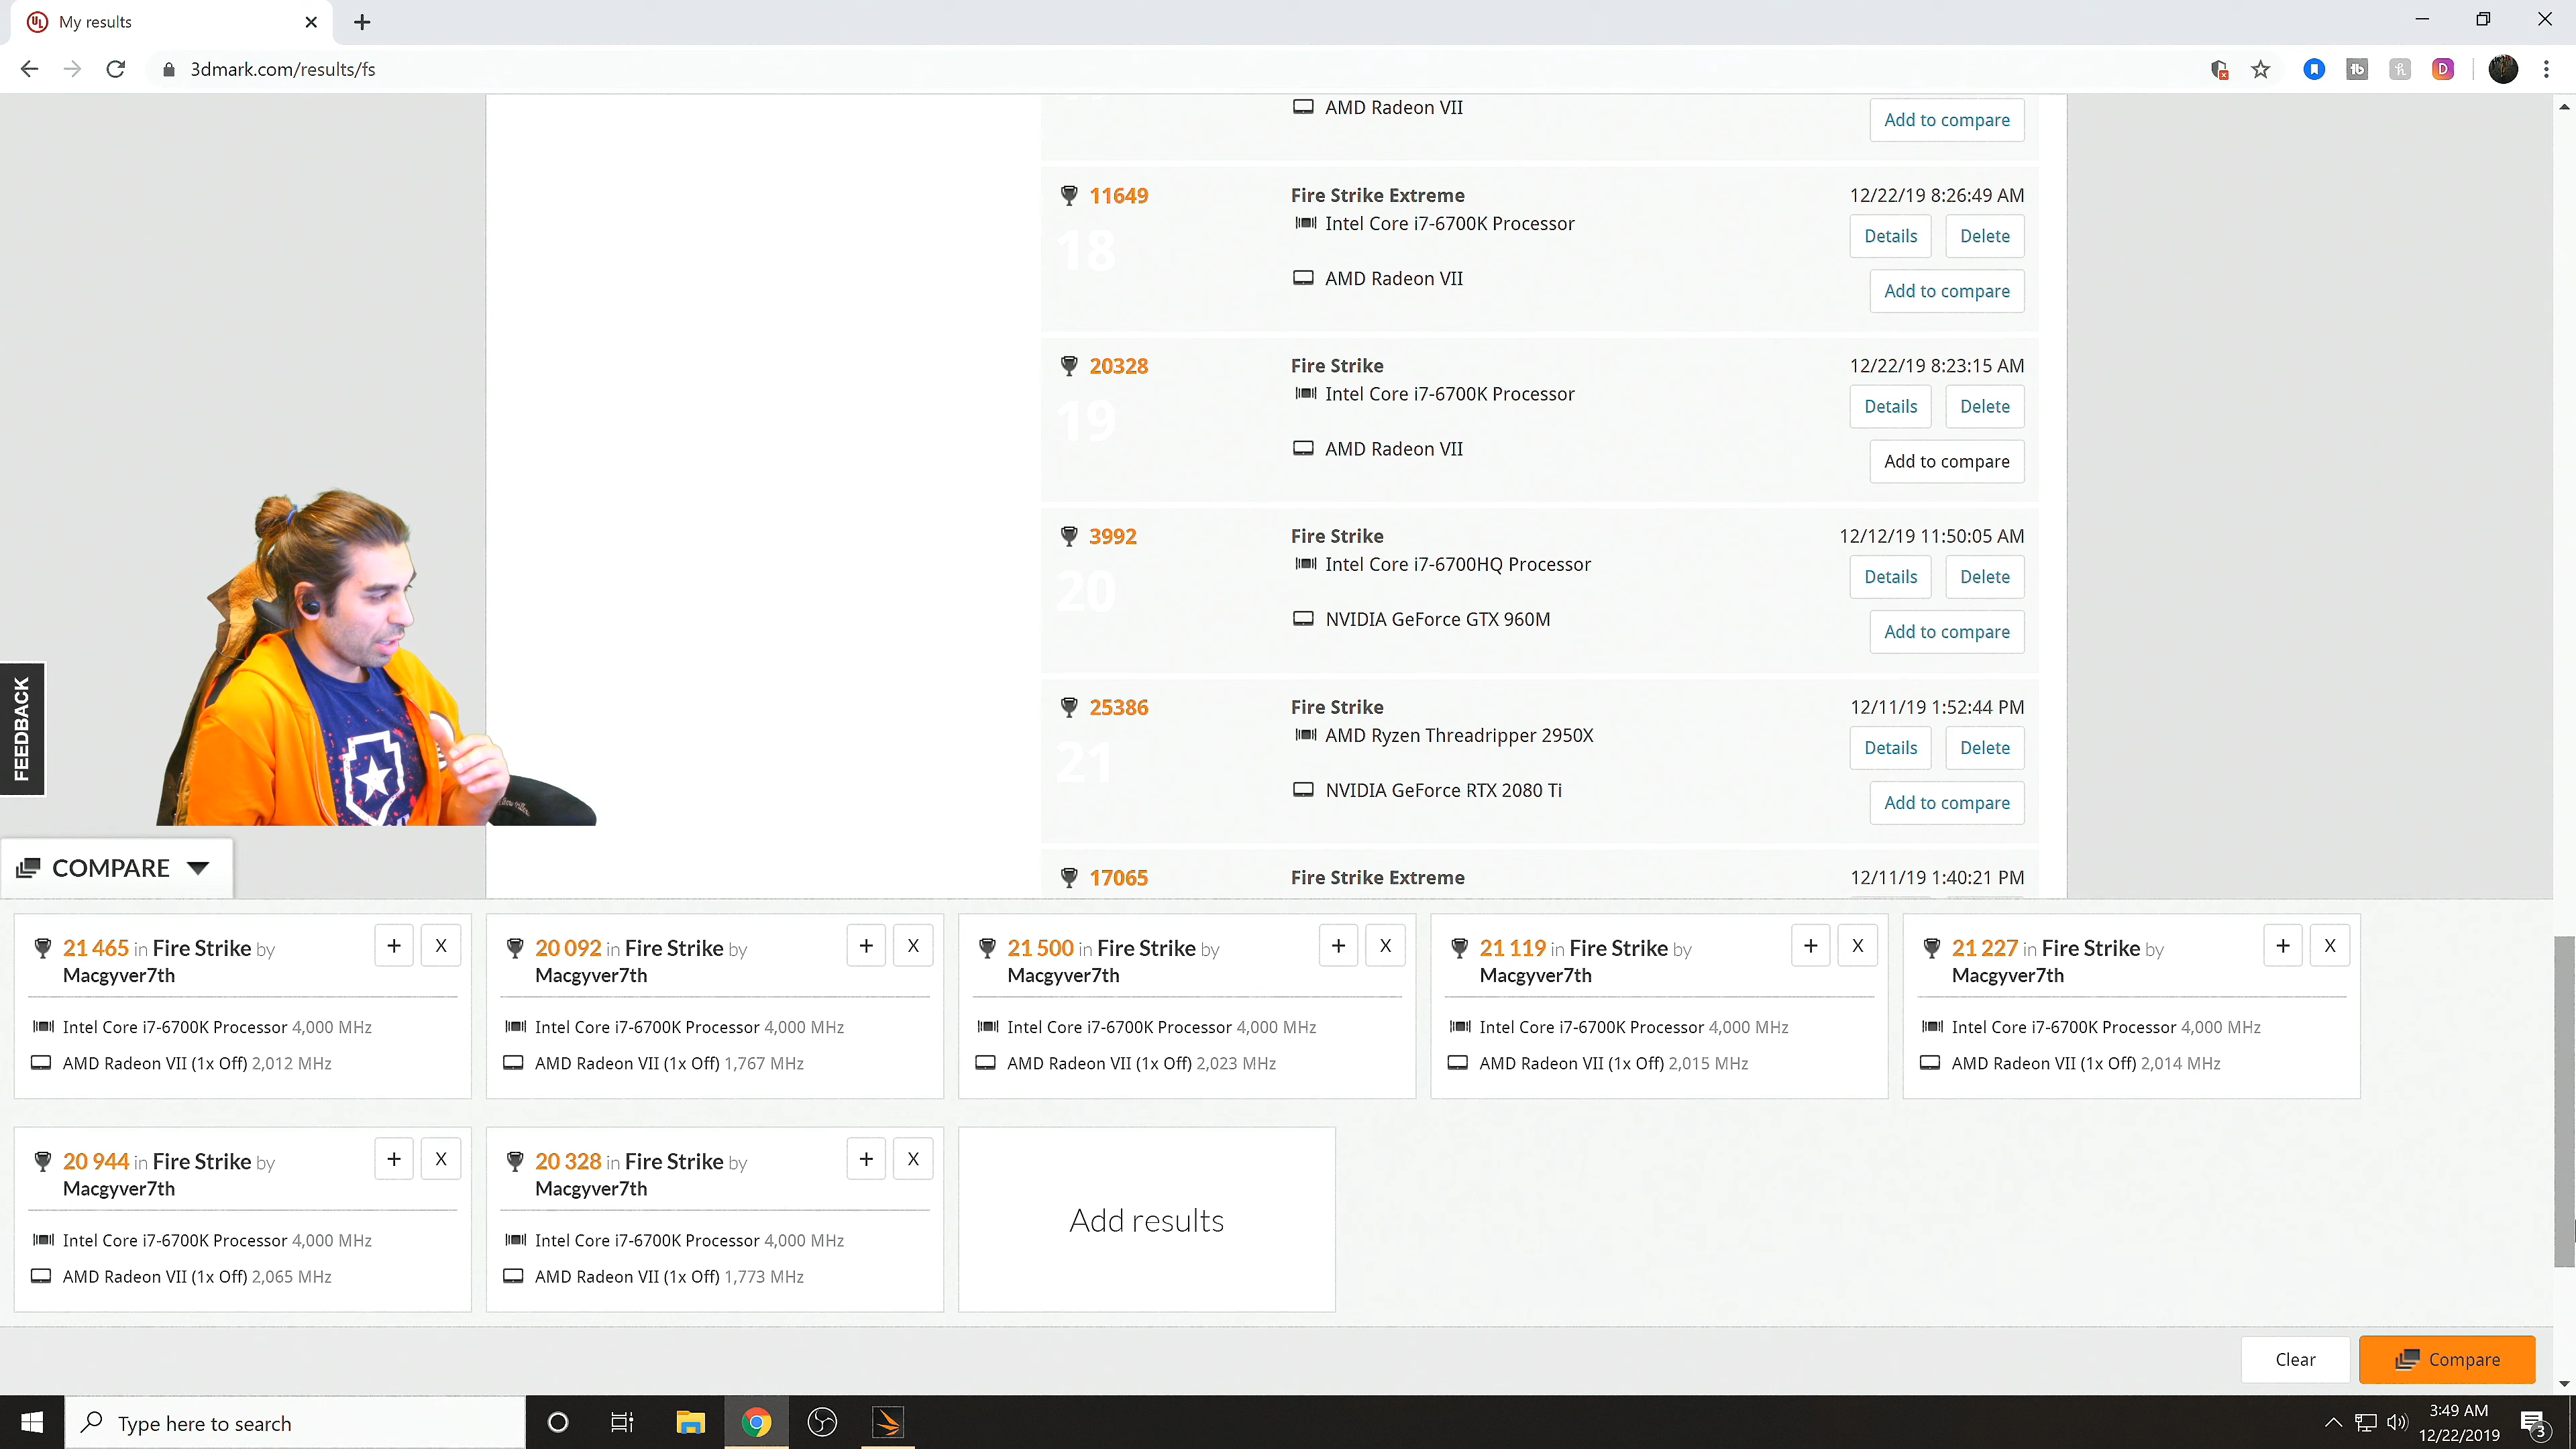 My results
3dmark.com/results/fs
AMD Radeon VII
Add to compare
11649
Fire Strike Extreme
12/22/19 8:26:49 AM
18
Intel Core i7-6700K Processor
Details
Delete
AMD Radeon VII
Add to compare
20328
Fire Strike
12/22/19 8:23:15 AM
19
Intel Core i7-6700K Processor
Details
Delete
AMD Radeon VII
Add to compare
3992
Fire Strike
12/12/19 11:50:05 AM
20
Intel Core i7-6700HQ Processor
Details
Delete
NVIDIA GeForce GTX 960M
Add to compare
25386
Fire Strike
12/11/19 1:52:44 PM
21
AMD Ryzen Threadripper 2950X
Details
Delete
NVIDIA GeForce RTX 2080 Ti
Add to compare
17065
Fire Strike Extreme
12/11/19 1:40:21 PM
FEEDBACK
COMPARE
21 465 in Fire Strike by
Macgyver7th
+ X
Intel Core i7-6700K Processor 4,000 MHz
AMD Radeon VII (1x Off) 2,012 MHz
20 092 in Fire Strike by
Macgyver7th
+ X
Intel Core i7-6700K Processor 4,000 MHz
AMD Radeon VII (1x Off) 1,767 MHz
21 500 in Fire Strike by
Macgyver7th
+ X
Intel Core i7-6700K Processor 4,000 MHz
AMD Radeon VII (1x Off) 2,023 MHz
21 119 in Fire Strike by
Macgyver7th
+ X
Intel Core i7-6700K Processor 4,000 MHz
AMD Radeon VII (1x Off) 2,015 MHz
21 227 in Fire Strike by
Macgyver7th
+ X
Intel Core i7-6700K Processor 4,000 MHz
AMD Radeon VII (1x Off) 2,014 MHz
20 944 in Fire Strike by
Macgyver7th
+ X
Intel Core i7-6700K Processor 4,000 MHz
AMD Radeon VII (1x Off) 2,065 MHz
20 328 in Fire Strike by
Macgyver7th
+ X
Intel Core i7-6700K Processor 4,000 MHz
AMD Radeon VII (1x Off) 1,773 MHz
Add results
Clear
Compare
Type here to search
3:49 AM
12/22/2019
3